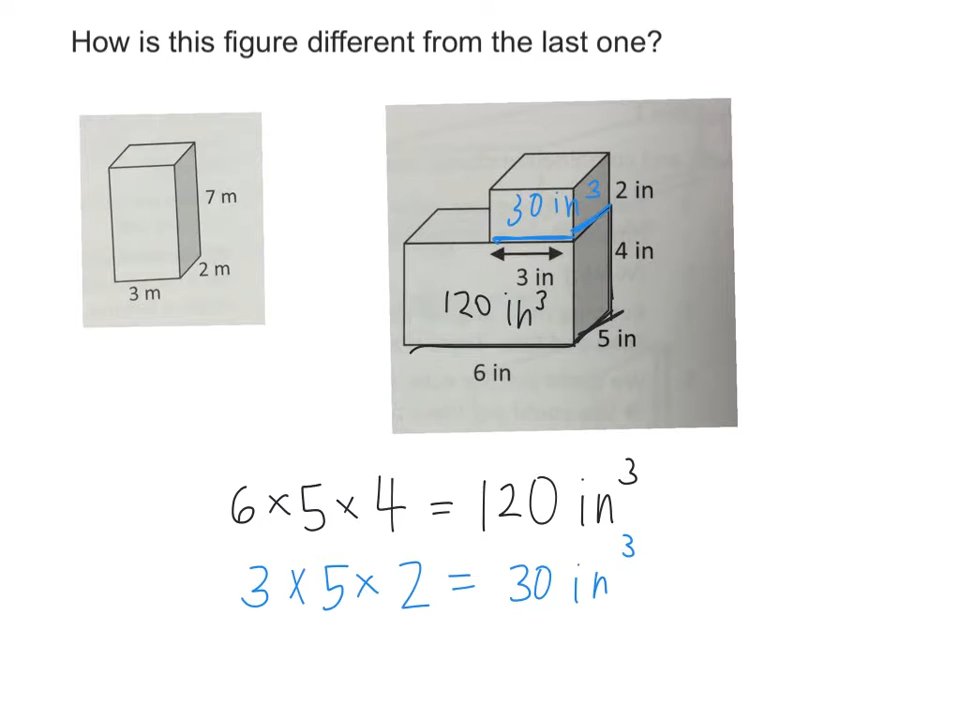 How is this figure different from the last one?
7 m
2 m
3 m
30 in³
2 in
4 in
3 in
120 in³
5 in
6 in
6 × 5 × 4 = 120 in³
3 × 5 × 2 = 30 in³